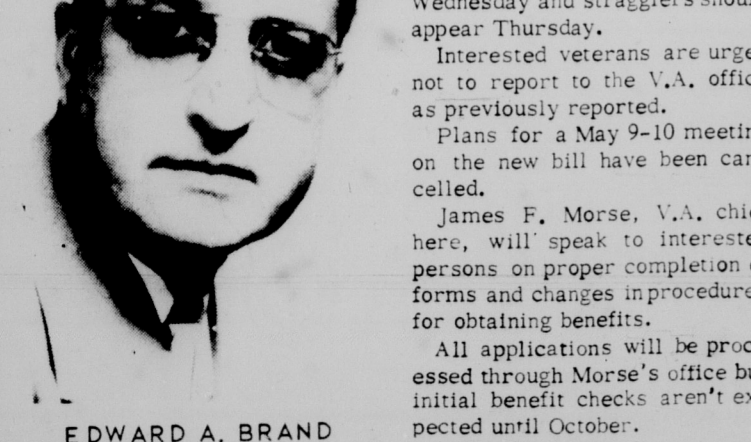 Wednesday and stragglers shou
appear Thursday.
Interested veterans are urge
not to report to the V.A. offic
as previously reported.
Plans for a May 9-10 meetin
on the new bill have been can
celled.
James F. Morse, V.A. chie
here, will speak to intereste
persons on proper completion
forms and changes in procedure
for obtaining benefits.
All applications will be proc
essed through Morse's office bu
initial benefit checks aren't ex
pected until October.
EDWARD A. BRAND